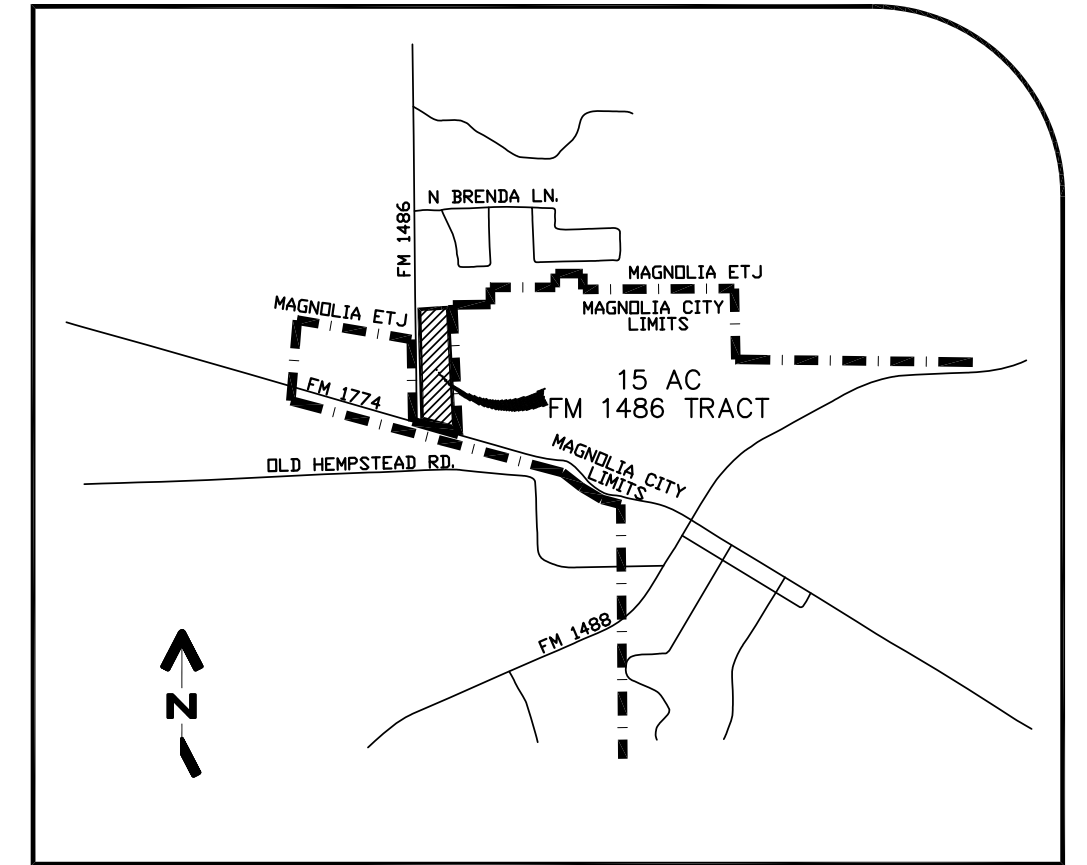 N BRENDA LN.
FM 1486
MAGNOLIA ETJ
MAGNOLIA ETJ
MAGNOLIA CITY
LIMITS
15 AC
FM 1486 TRACT
FM 1774
OLD HEMPSTEAD RD.
MAGNOLIA CITY
LIMITS
FM 1488
N